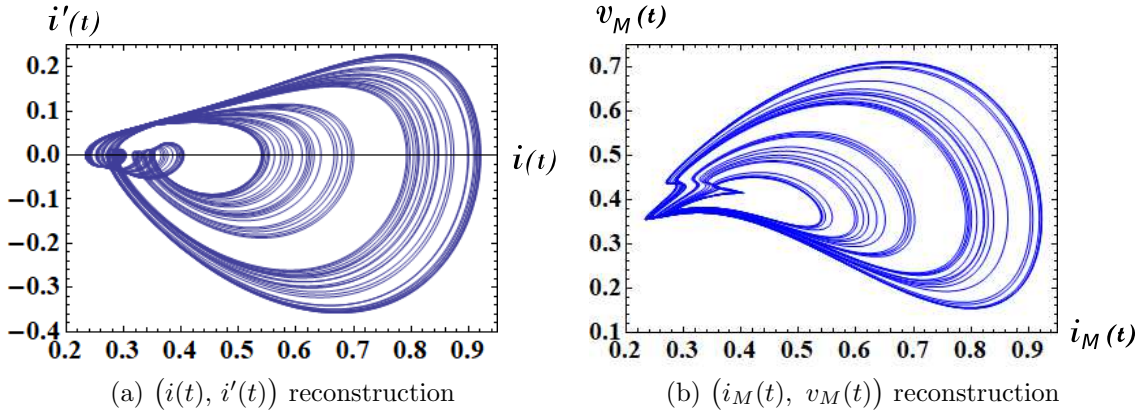 i'(t)
0.2
0.1
0.0
−0.1
−0.2
−0.3
−0.4
0.2 0.3 0.4 0.5 0.6 0.7 0.8 0.9
i(t)
(a) (i(t), i'(t)) reconstruction
v_M(t)
0.7
0.6
0.5
0.4
0.3
0.2
0.1
0.2 0.3 0.4 0.5 0.6 0.7 0.8 0.9
i_M(t)
(b) (i_M(t), v_M(t)) reconstruction